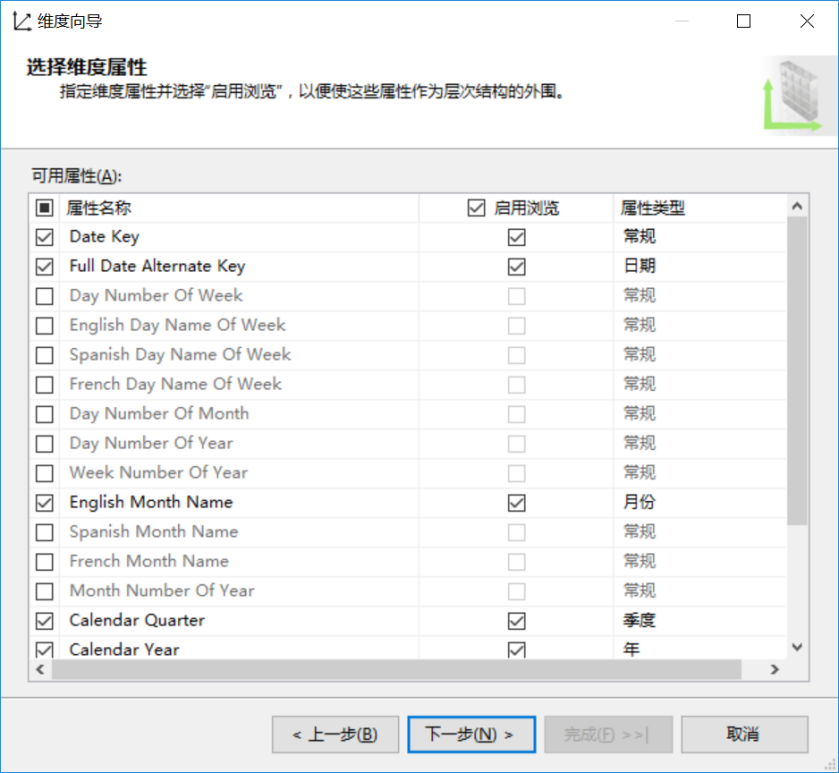 维度向导
选择维度属性
指定维度属性并选择"启用浏览"，以便使这些属性作为层次结构的外围。
可用属性(A):
属性名称 启用浏览 属性类型
Date Key 常规
Full Date Alternate Key 日期
Day Number Of Week 常规
English Day Name Of Week 常规
Spanish Day Name Of Week 常规
French Day Name Of Week 常规
Day Number Of Month 常规
Day Number Of Year 常规
Week Number Of Year 常规
English Month Name 月份
Spanish Month Name 常规
French Month Name 常规
Month Number Of Year 常规
Calendar Quarter 季度
Calendar Year 年
< 上一步(B) 下一步(N) > 完成(F) >>| 取消